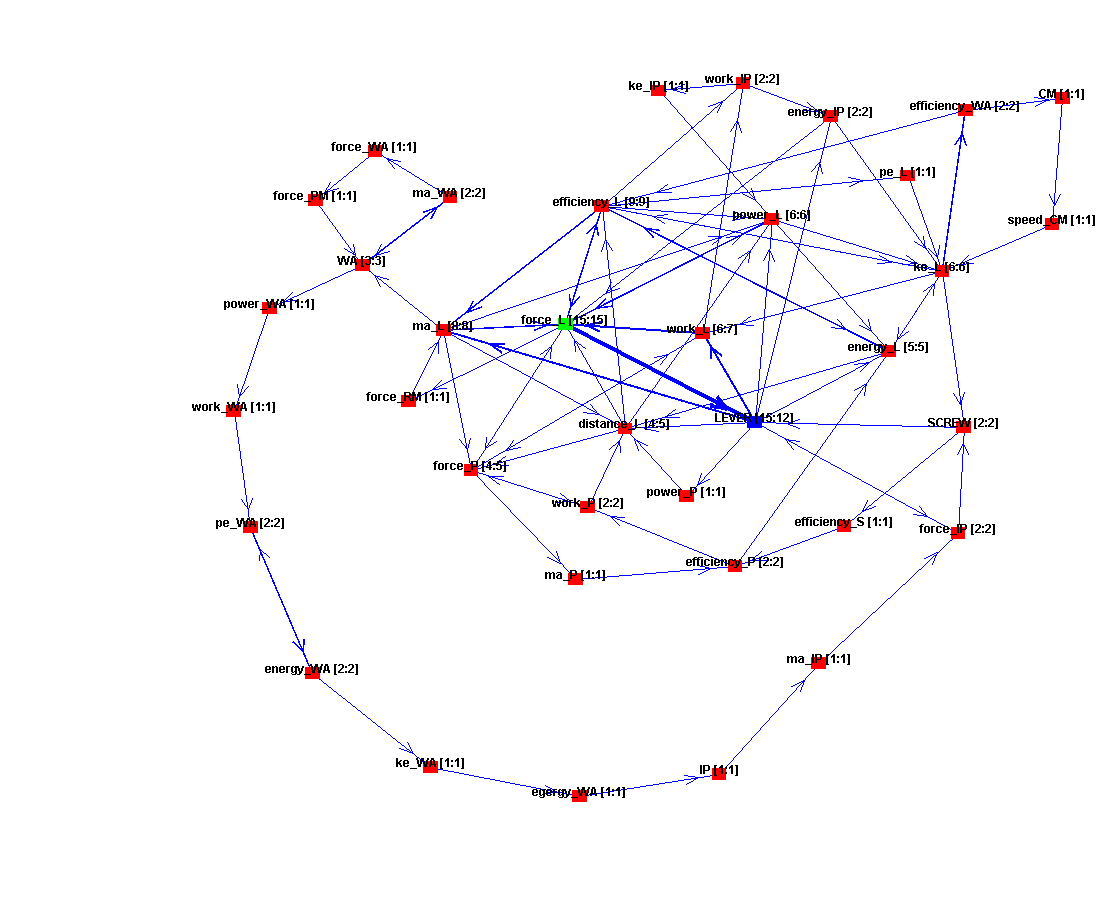 work_IP [2:2]
ke_IP [1:1]
CM [1:1]
efficiency_WA [2:2]
energy_IP [2:2]
force_WA [1:1]
pe_L [1:1]
force_PM [1:1]
ma_WA [2:2]
efficiency_L [9:9]
power_L [6:6]
speed_CM [1:1]
WA [3:3]
ke_L [6:6]
power_WA [1:1]
force_L [15:15]
ma_L [8:8]
work_L [6:7]
energy_L [5:5]
force_RM [1:1]
work_WA [1:1]
LEVER [15:12]
distance_L [4:5]
SCREW [2:2]
force_P [4:5]
power_P [1:1]
work_P [2:2]
pe_WA [2:2]
efficiency_S [1:1]
force_IP [2:2]
efficiency_P [2:2]
ma_P [1:1]
ma_IP [1:1]
energy_WA [2:2]
ke_WA [1:1]
IP [1:1]
egergy_WA [1:1]